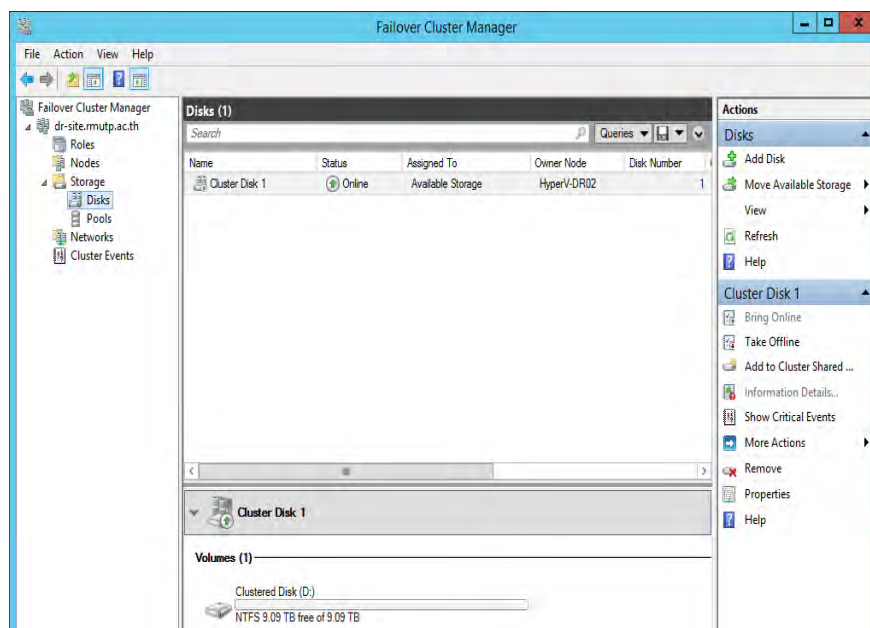 Failover Cluster Manager
File Action View Help
Failover Cluster Manager
dr-site.rmutp.ac.th
Roles
Nodes
Storage
Disks
Pools
Networks
Cluster Events
Disks (1)
Search
Queries
Name Status Assigned To Owner Node Disk Number
Cluster Disk 1 Online Available Storage HyperV-DR02 1
Cluster Disk 1
Volumes (1)
Clustered Disk (D:)
NTFS 9.09 TB free of 9.09 TB
Actions
Disks
Add Disk
Move Available Storage
View
Refresh
Help
Cluster Disk 1
Bring Online
Take Offline
Add to Cluster Shared ...
Information Details...
Show Critical Events
More Actions
Remove
Properties
Help